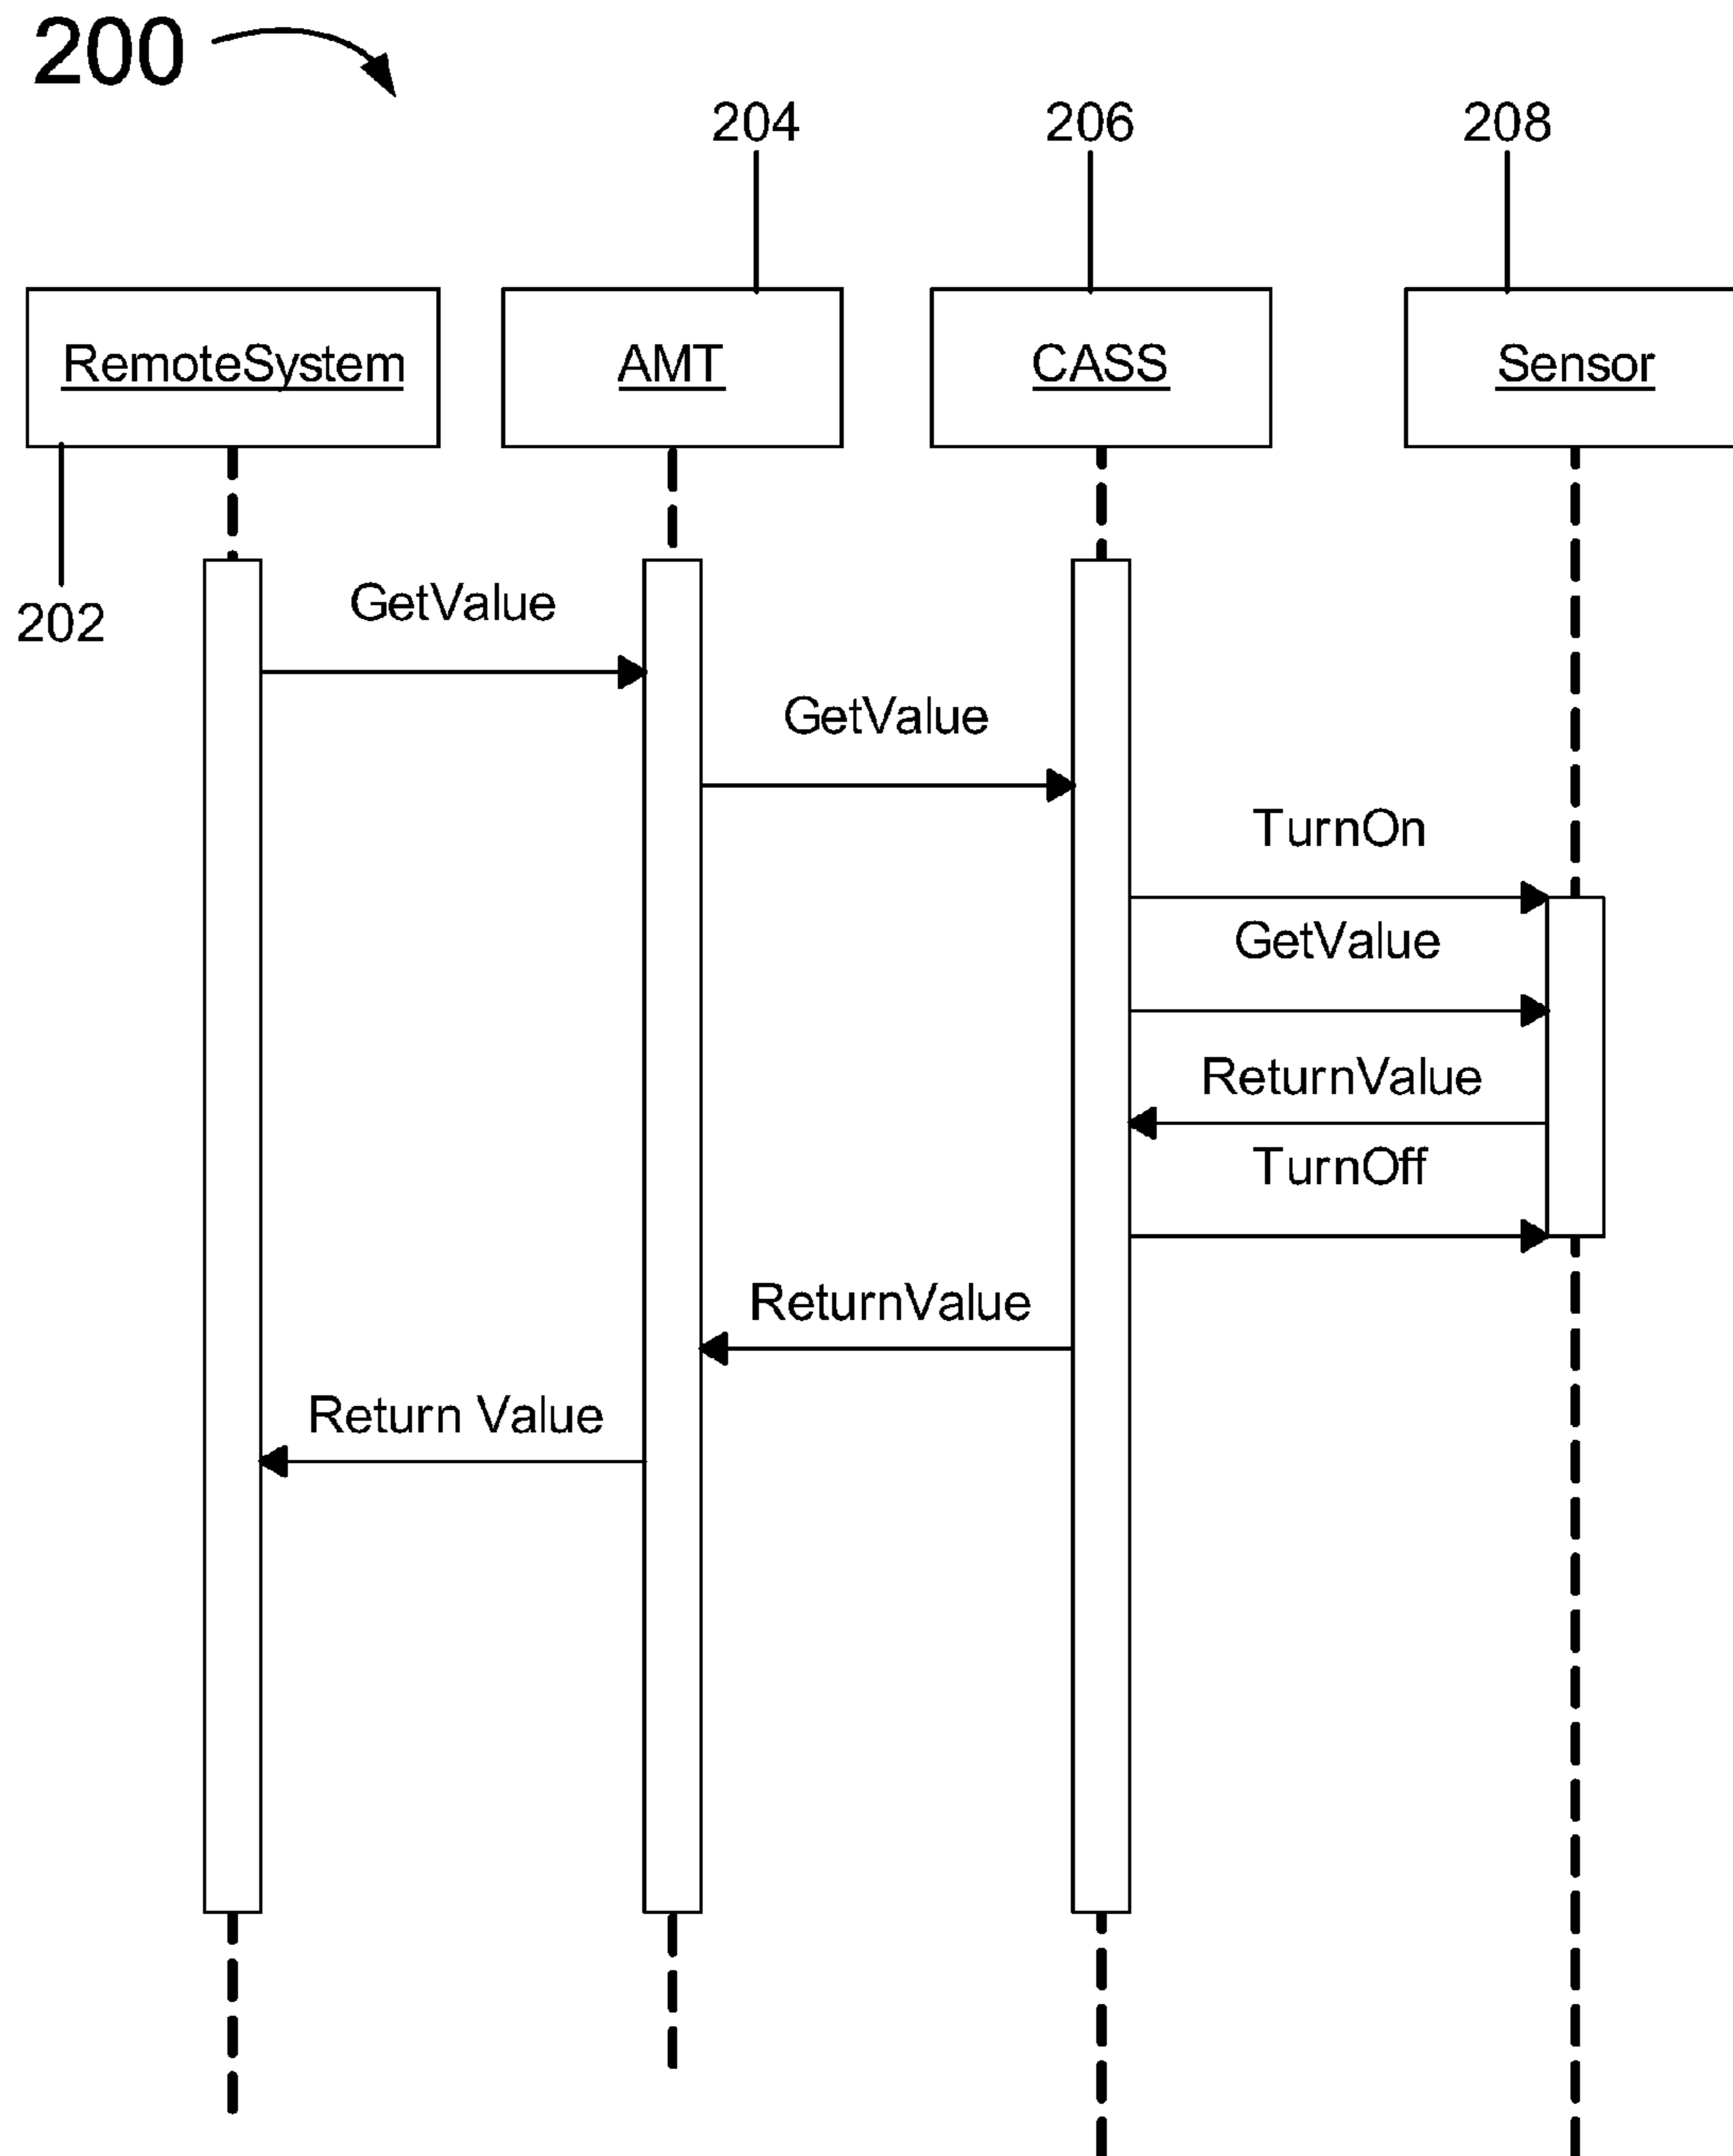 200
204
206
208
RemoteSystem
AMT
CASS
Sensor
202
GetValue
GetValue
TurnOn
GetValue
ReturnValue
TurnOff
ReturnValue
Return Value